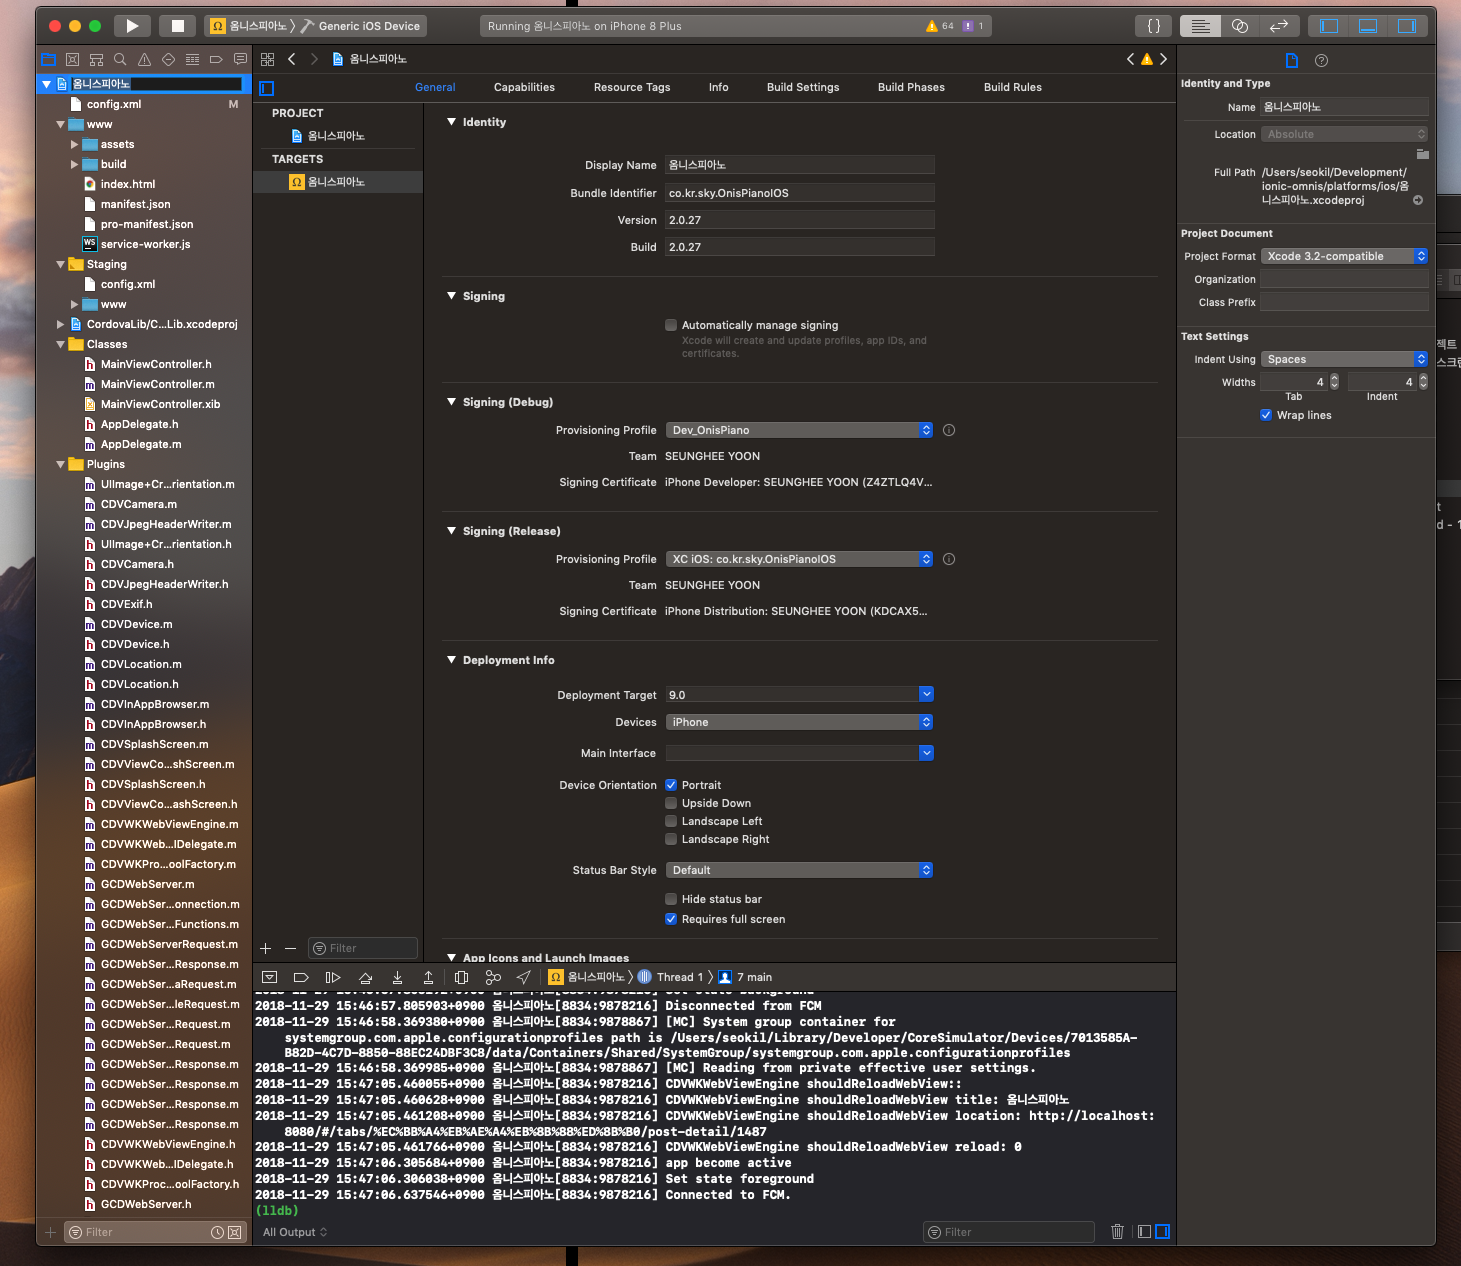 옴니스피아노 〉 Generic iOS Device
Running 옴니스피아노 on iPhone 8 Plus
64
1
{ }
옴니스피아노
config.xml
M
www
assets
build
index.html
manifest.json
pro-manifest.json
WS
service-worker.js
Staging
config.xml
www
CordovaLib/C...Lib.xcodeproj
Classes
MainViewController.h
MainViewController.m
MainViewController.xib
AppDelegate.h
AppDelegate.m
Plugins
UIImage+Cr...rientation.m
CDVCamera.m
CDVJpegHeaderWriter.m
UIImage+Cr...rientation.h
CDVCamera.h
CDVJpegHeaderWriter.h
CDVExif.h
CDVDevice.m
CDVDevice.h
CDVLocation.m
CDVLocation.h
CDVInAppBrowser.m
CDVInAppBrowser.h
CDVSplashScreen.m
CDVViewCo...shScreen.m
CDVSplashScreen.h
CDVViewCo...ashScreen.h
CDVWKWebViewEngine.m
CDVWKWeb...IDelegate.m
CDVWKPro...oolFactory.m
GCDWebServer.m
GCDWebSer...onnection.m
GCDWebSer...Functions.m
GCDWebServerRequest.m
GCDWebSer...Response.m
GCDWebSer...aRequest.m
GCDWebSer...leRequest.m
GCDWebSer...Request.m
GCDWebSer...Request.m
GCDWebSer...Response.m
GCDWebSer...Response.m
GCDWebSer...Response.m
GCDWebSer...Response.m
CDVWKWebViewEngine.h
CDVWKWeb...IDelegate.h
CDVWKProc...oolFactory.h
GCDWebServer.h
Filter
옴니스피아노
General
Capabilities
Resource Tags
Info
Build Settings
Build Phases
Build Rules
PROJECT
옴니스피아노
TARGETS
옴니스피아노
Filter
Identity
Display Name 옴니스피아노
Bundle Identifier co.kr.sky.OnisPianoIOS
Version 2.0.27
Build 2.0.27
Signing
Automatically manage signing
Xcode will create and update profiles, app IDs, and
certificates.
Signing (Debug)
Provisioning Profile Dev_OnisPiano
Team SEUNGHEE YOON
Signing Certificate iPhone Developer: SEUNGHEE YOON (Z4ZTLQ4V...
Signing (Release)
Provisioning Profile XC iOS: co.kr.sky.OnisPianoIOS
Team SEUNGHEE YOON
Signing Certificate iPhone Distribution: SEUNGHEE YOON (KDCAX5...
Deployment Info
Deployment Target 9.0
Devices iPhone
Main Interface
Device Orientation Portrait
Upside Down
Landscape Left
Landscape Right
Status Bar Style Default
Hide status bar
Requires full screen
App Icons and Launch Images
옴니스피아노 〉 Thread 1 〉 7 main
Set state background
2018-11-29 15:46:57.805903+0900 옴니스피아노[8834:9878216] Disconnected from FCM
2018-11-29 15:46:58.369380+0900 옴니스피아노[8834:9878867] [MC] System group container for
systemgroup.com.apple.configurationprofiles path is /Users/seokil/Library/Developer/CoreSimulator/Devices/7013585A-
B82D-4C7D-8850-88EC24DBF3C8/data/Containers/Shared/SystemGroup/systemgroup.com.apple.configurationprofiles
2018-11-29 15:46:58.369985+0900 옴니스피아노[8834:9878867] [MC] Reading from private effective user settings.
2018-11-29 15:47:05.460055+0900 옴니스피아노[8834:9878216] CDVWKWebViewEngine shouldReloadWebView::
2018-11-29 15:47:05.460628+0900 옴니스피아노[8834:9878216] CDVWKWebViewEngine shouldReloadWebView title: 옴니스피아노
2018-11-29 15:47:05.461208+0900 옴니스피아노[8834:9878216] CDVWKWebViewEngine shouldReloadWebView location: http://localhost:
8080/#/tabs/%EC%BB%A4%EB%AE%A4%EB%8B%88%ED%8B%B0/post-detail/1487
2018-11-29 15:47:05.461766+0900 옴니스피아노[8834:9878216] CDVWKWebViewEngine shouldReloadWebView reload: 0
2018-11-29 15:47:06.305684+0900 옴니스피아노[8834:9878216] app become active
2018-11-29 15:47:06.306038+0900 옴니스피아노[8834:9878216] Set state foreground
2018-11-29 15:47:06.637546+0900 옴니스피아노[8834:9878216] Connected to FCM.
(lldb)
All Output
Filter
Identity and Type
Name 옴니스피아노
Location Absolute
Full Path /Users/seokil/Development/
ionic-omnis/platforms/ios/옴
니스피아노.xcodeproj
Project Document
Project Format Xcode 3.2-compatible
Organization
Class Prefix
Text Settings
Indent Using Spaces
Widths 4 4
Tab Indent
Wrap lines
젝트
스크립
t
d - 1